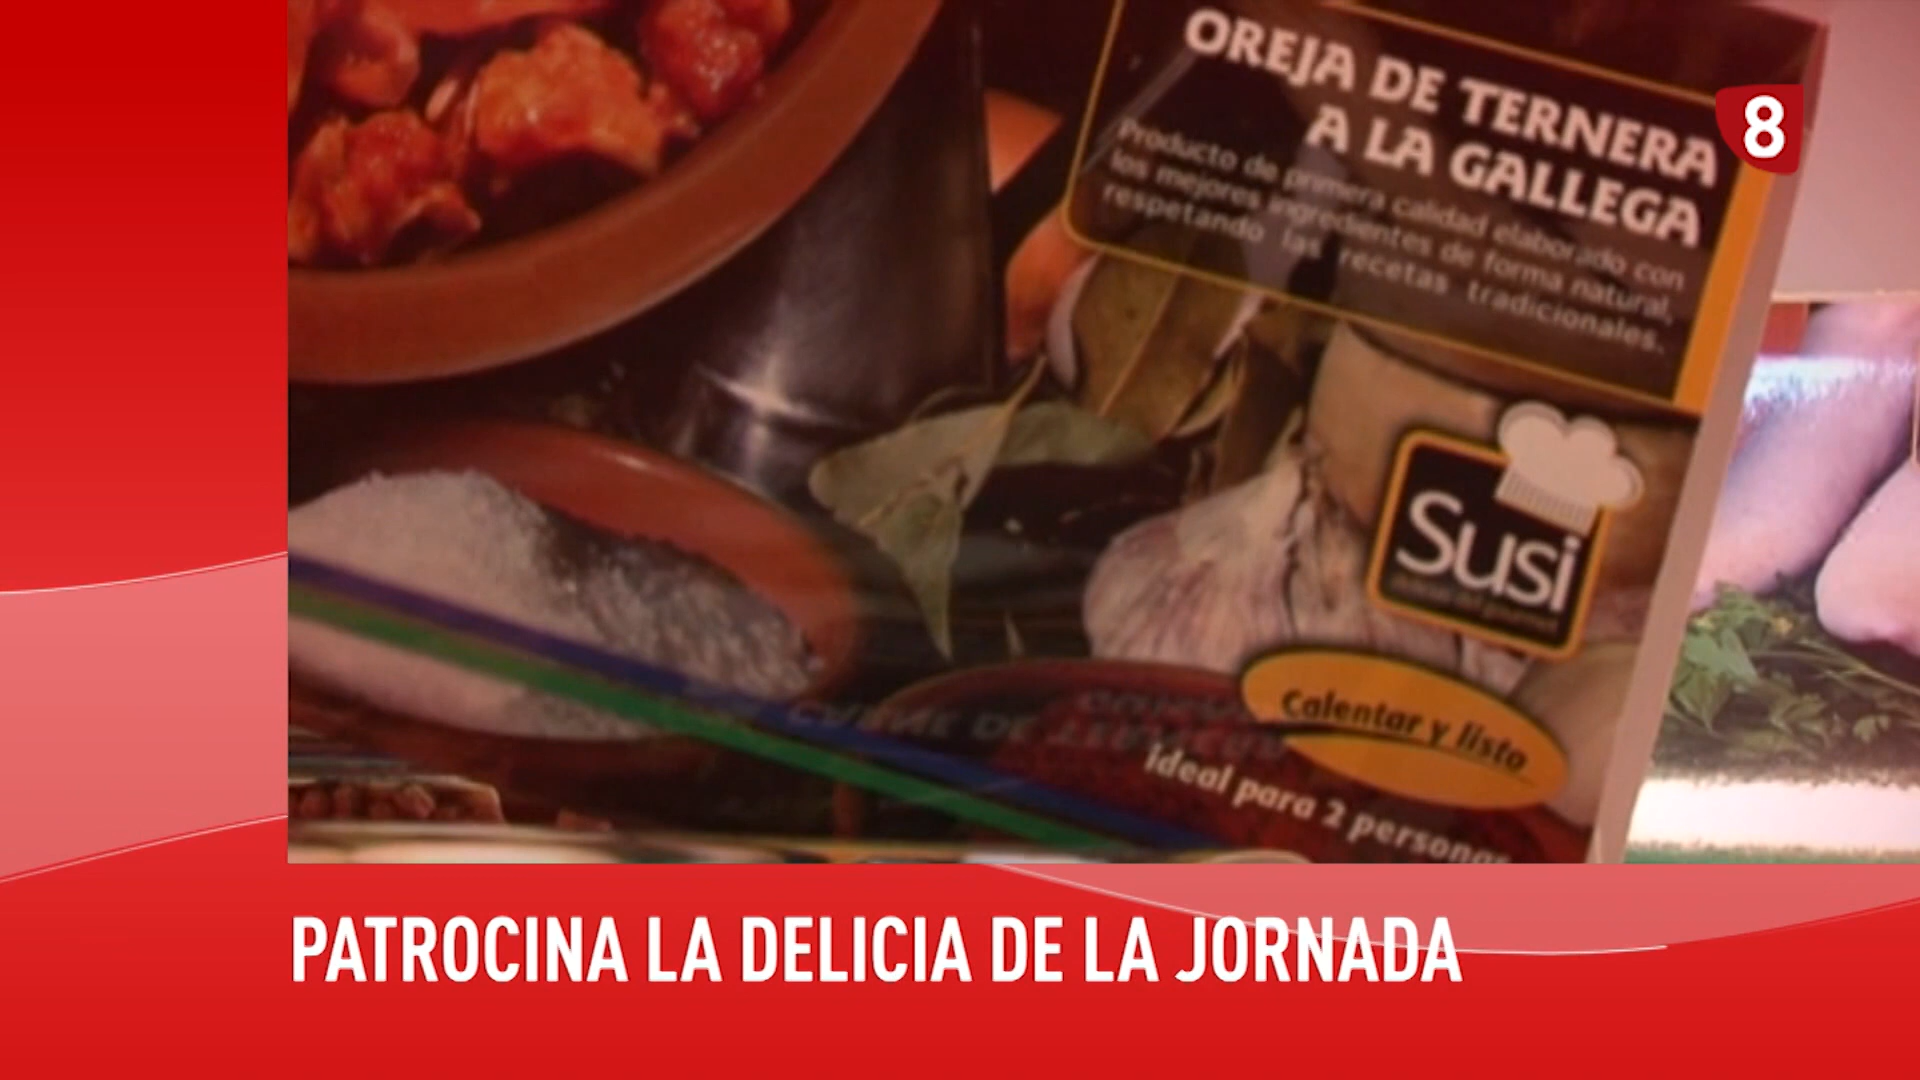 OREJA DE TERNERA
A LA GALLEGA
Producto de primera calidad elaborado con
los mejores ingredientes de forma natural,
respetando las recetas tradicionales.
8
Susi
Calentar y listo
ideal para 2 personas
PATROCINA LA DELICIA DE LA JORNADA